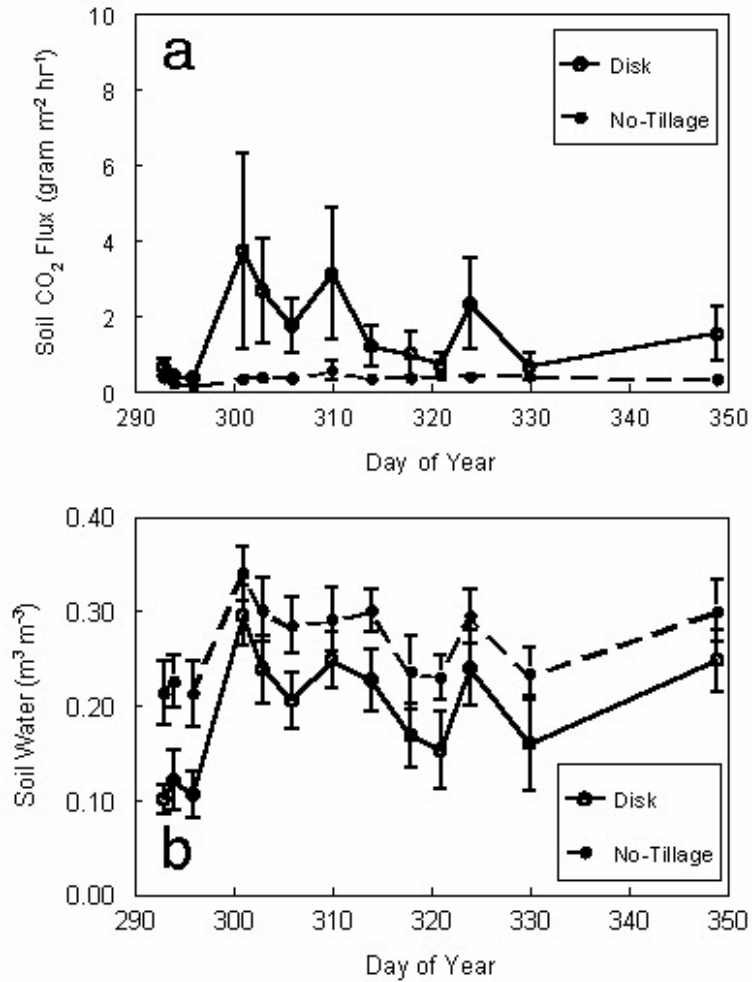 a
10
8
6
4
2
0
Soil CO₂ Flux (gram m⁻² hr⁻¹)
Disk
No-Tillage
290 300 310 320 330 340 350
Day of Year
0.40
0.30
0.20
0.10
0.00
Soil Water (m³ m⁻³)
b
Disk
No-Tillage
290 300 310 320 330 340 350
Day of Year